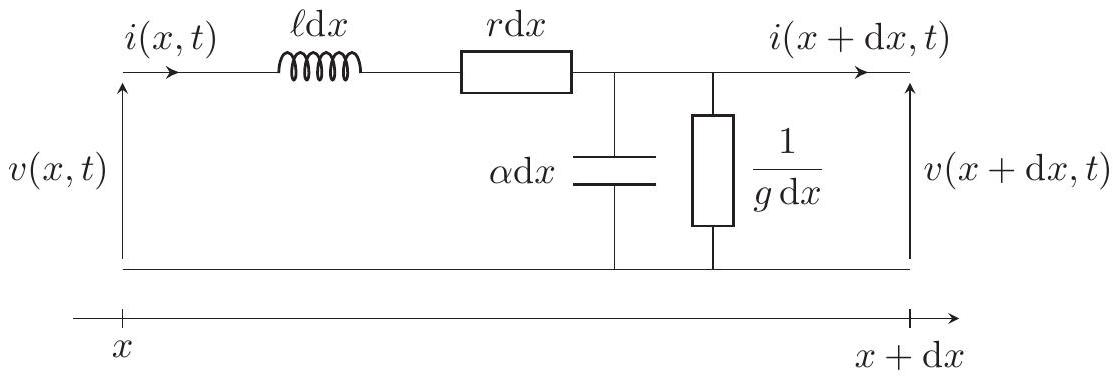 ℓdx
rdx
i(x, t)
i(x + dx, t)
v(x, t)
αdx
1
g dx
v(x + dx, t)
x
x + dx